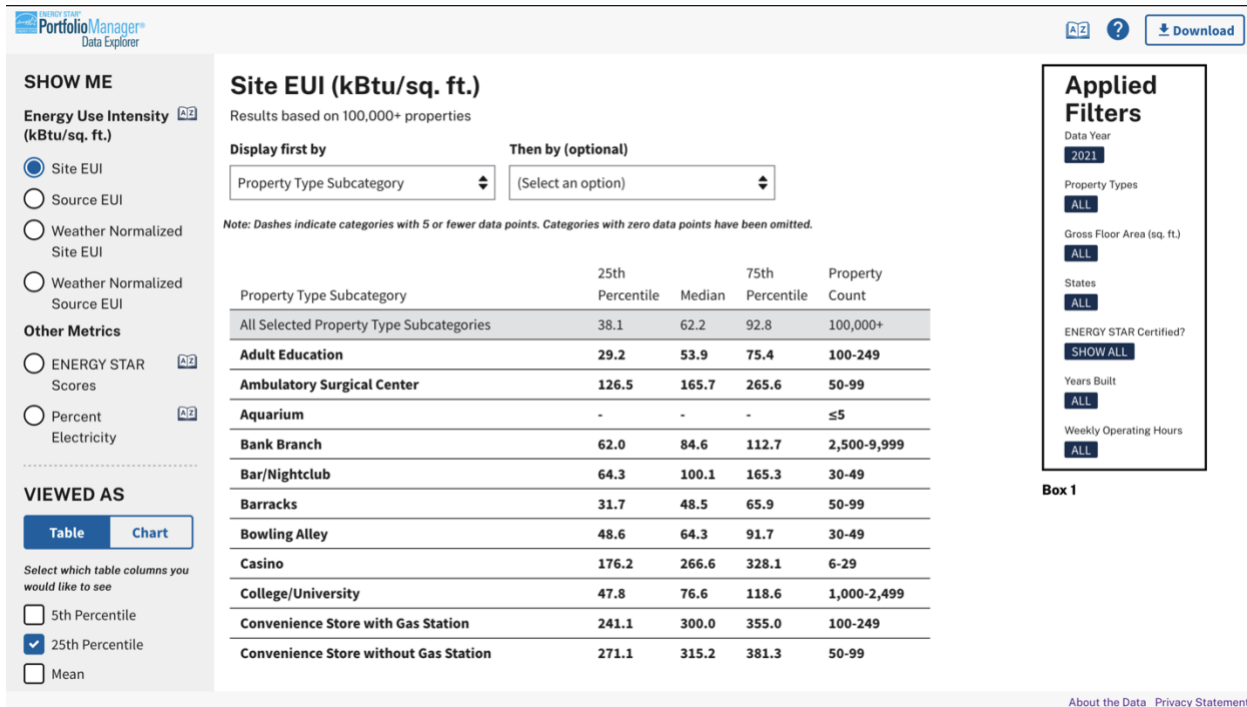 ENERGY STAR®
PortfolioManager®
Data Explorer
A Z
?
Download
SHOW ME
Energy Use Intensity A Z
(kBtu/sq. ft.)
Site EUI
Source EUI
Weather Normalized
Site EUI
Weather Normalized
Source EUI
Other Metrics
ENERGY STAR A Z
Scores
Percent A Z
Electricity
VIEWED AS
Table Chart
Select which table columns you
would like to see
5th Percentile
25th Percentile
Mean
Site EUI (kBtu/sq. ft.)
Results based on 100,000+ properties
Display first by Then by (optional)
Property Type Subcategory (Select an option)
Note: Dashes indicate categories with 5 or fewer data points. Categories with zero data points have been omitted.
25th 75th Property
Property Type Subcategory Percentile Median Percentile Count
All Selected Property Type Subcategories 38.1 62.2 92.8 100,000+
Adult Education 29.2 53.9 75.4 100-249
Ambulatory Surgical Center 126.5 165.7 265.6 50-99
Aquarium - - - ≤5
Bank Branch 62.0 84.6 112.7 2,500-9,999
Bar/Nightclub 64.3 100.1 165.3 30-49
Barracks 31.7 48.5 65.9 50-99
Bowling Alley 48.6 64.3 91.7 30-49
Casino 176.2 266.6 328.1 6-29
College/University 47.8 76.6 118.6 1,000-2,499
Convenience Store with Gas Station 241.1 300.0 355.0 100-249
Convenience Store without Gas Station 271.1 315.2 381.3 50-99
Applied
Filters
Data Year
2021
Property Types
ALL
Gross Floor Area (sq. ft.)
ALL
States
ALL
ENERGY STAR Certified?
SHOW ALL
Years Built
ALL
Weekly Operating Hours
ALL
Box 1
About the Data Privacy Statement